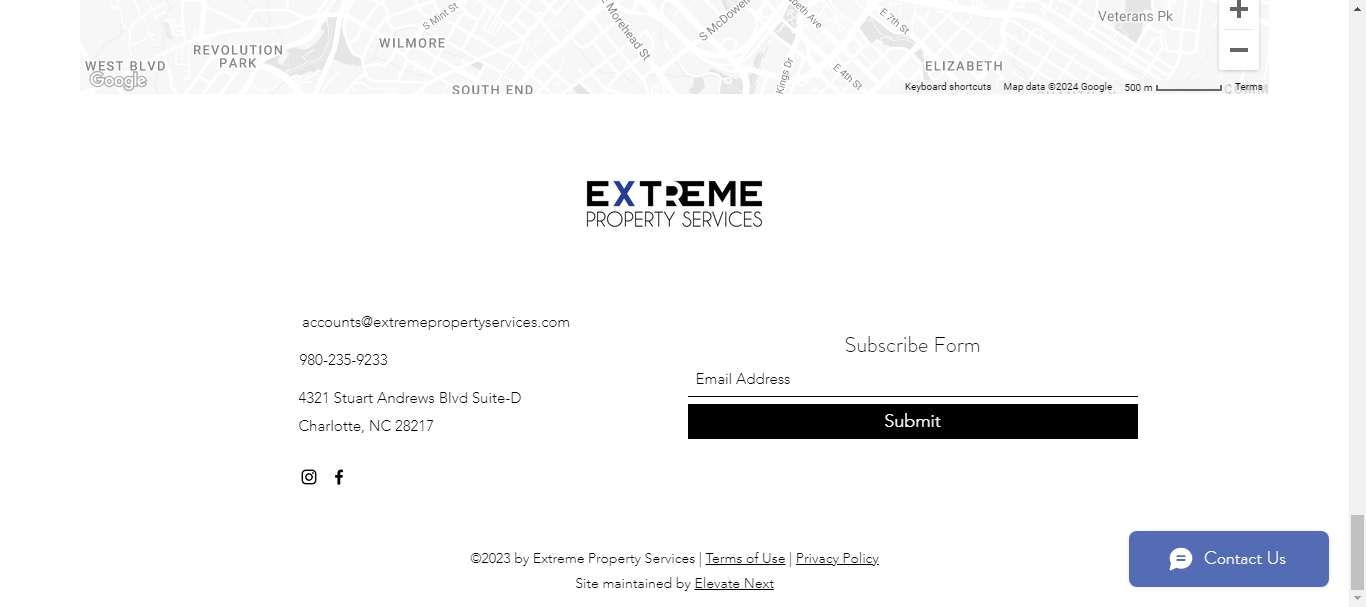 S Mint St
S Morehead St
S McDowell
Elizabeth Ave
E 7th St
Veterans Pk
WILMORE
REVOLUTION
PARK
WEST BLVD
Google
SOUTH END
Kings Dr
E 4th St
ELIZABETH
Keyboard shortcuts
Map data ©2024 Google
500 m
Terms
EXTREME
PROPERTY SERVICES
accounts@extremepropertyservices.com
980-235-9233
4321 Stuart Andrews Blvd Suite-D
Charlotte, NC 28217
Subscribe Form
Email Address
Submit
©2023 by Extreme Property Services | Terms of Use | Privacy Policy
Site maintained by Elevate Next
Contact Us